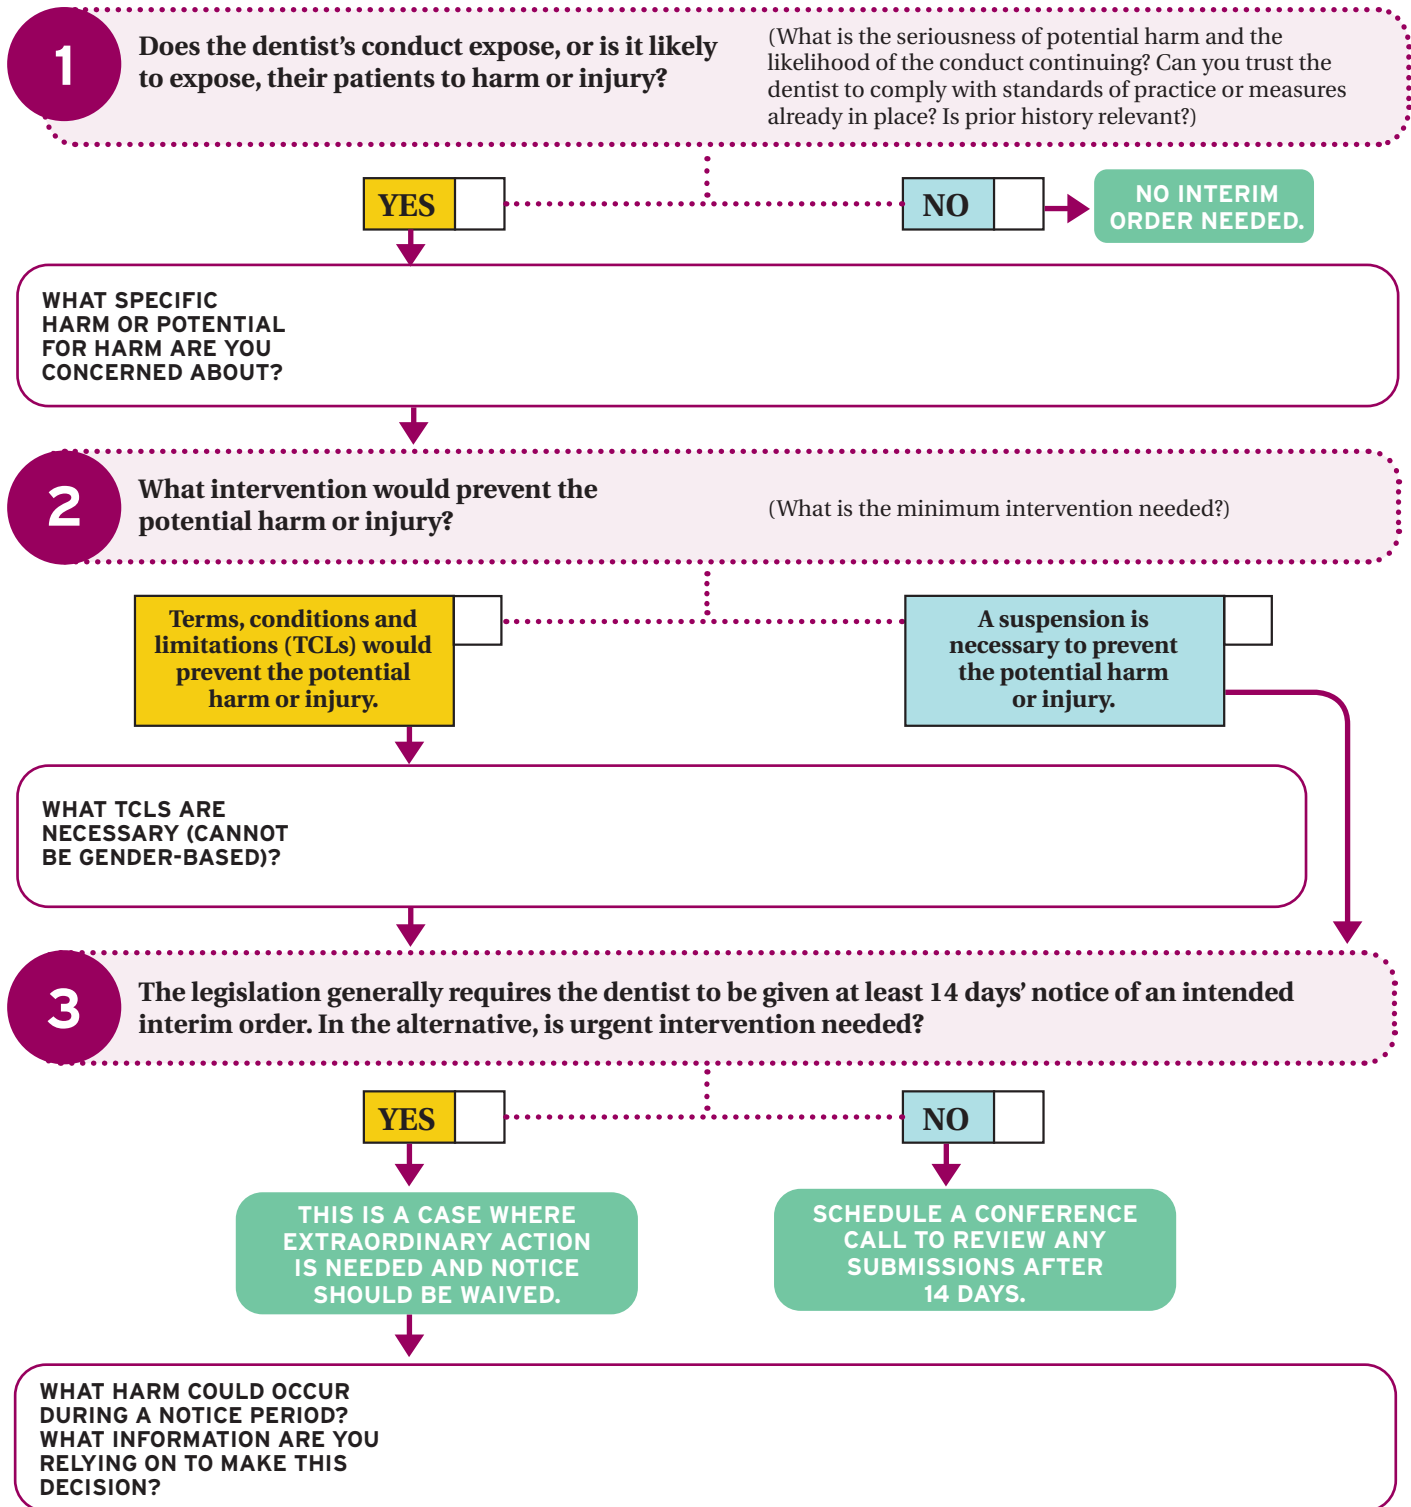 1
Does the dentist’s conduct expose, or is it likely
to expose, their patients to harm or injury?
(What is the seriousness of potential harm and the
likelihood of the conduct continuing? Can you trust the
dentist to comply with standards of practice or measures
already in place? Is prior history relevant?)
YES
NO
NO INTERIM
ORDER NEEDED.
WHAT SPECIFIC
HARM OR POTENTIAL
FOR HARM ARE YOU
CONCERNED ABOUT?
2
What intervention would prevent the
potential harm or injury?
(What is the minimum intervention needed?)
Terms, conditions and
limitations (TCLs) would
prevent the potential
harm or injury.
A suspension is
necessary to prevent
the potential harm
or injury.
WHAT TCLS ARE
NECESSARY (CANNOT
BE GENDER-BASED)?
3
The legislation generally requires the dentist to be given at least 14 days’ notice of an intended
interim order. In the alternative, is urgent intervention needed?
YES
NO
THIS IS A CASE WHERE
EXTRAORDINARY ACTION
IS NEEDED AND NOTICE
SHOULD BE WAIVED.
SCHEDULE A CONFERENCE
CALL TO REVIEW ANY
SUBMISSIONS AFTER
14 DAYS.
WHAT HARM COULD OCCUR
DURING A NOTICE PERIOD?
WHAT INFORMATION ARE YOU
RELYING ON TO MAKE THIS
DECISION?